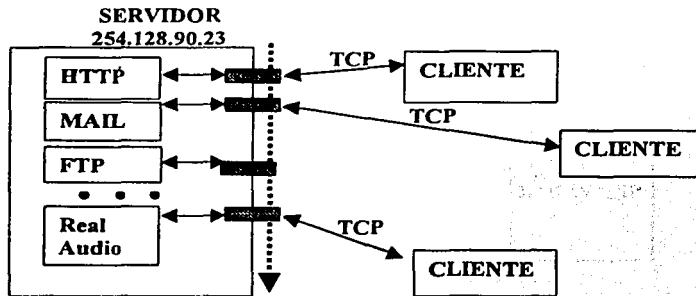 SERVIDOR
254.128.90.23
HTTP
MAIL
FTP
• • •
Real
Audio
TCP
CLIENTE
TCP
CLIENTE
TCP
CLIENTE